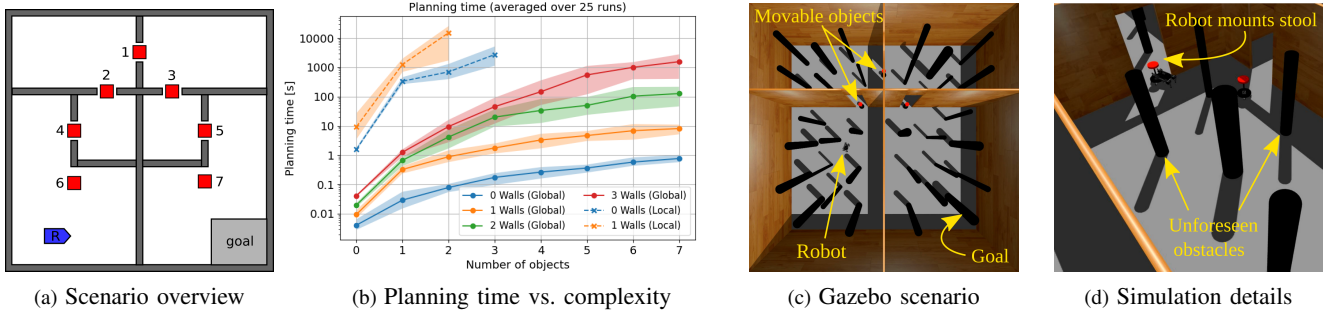 1
2
3
4
5
6
7
R
goal
(a) Scenario overview
Planning time (averaged over 25 runs)
Planning time [s]
10000
1000
100
10
1
0.1
0.01
0 Walls (Global)
1 Walls (Global)
2 Walls (Global)
3 Walls (Global)
0 Walls (Local)
1 Walls (Local)
0 1 2 3 4 5 6 7
Number of objects
(b) Planning time vs. complexity
Movable objects
Robot
Goal
(c) Gazebo scenario
Robot mounts stool
Unforeseen
obstacles
(d) Simulation details